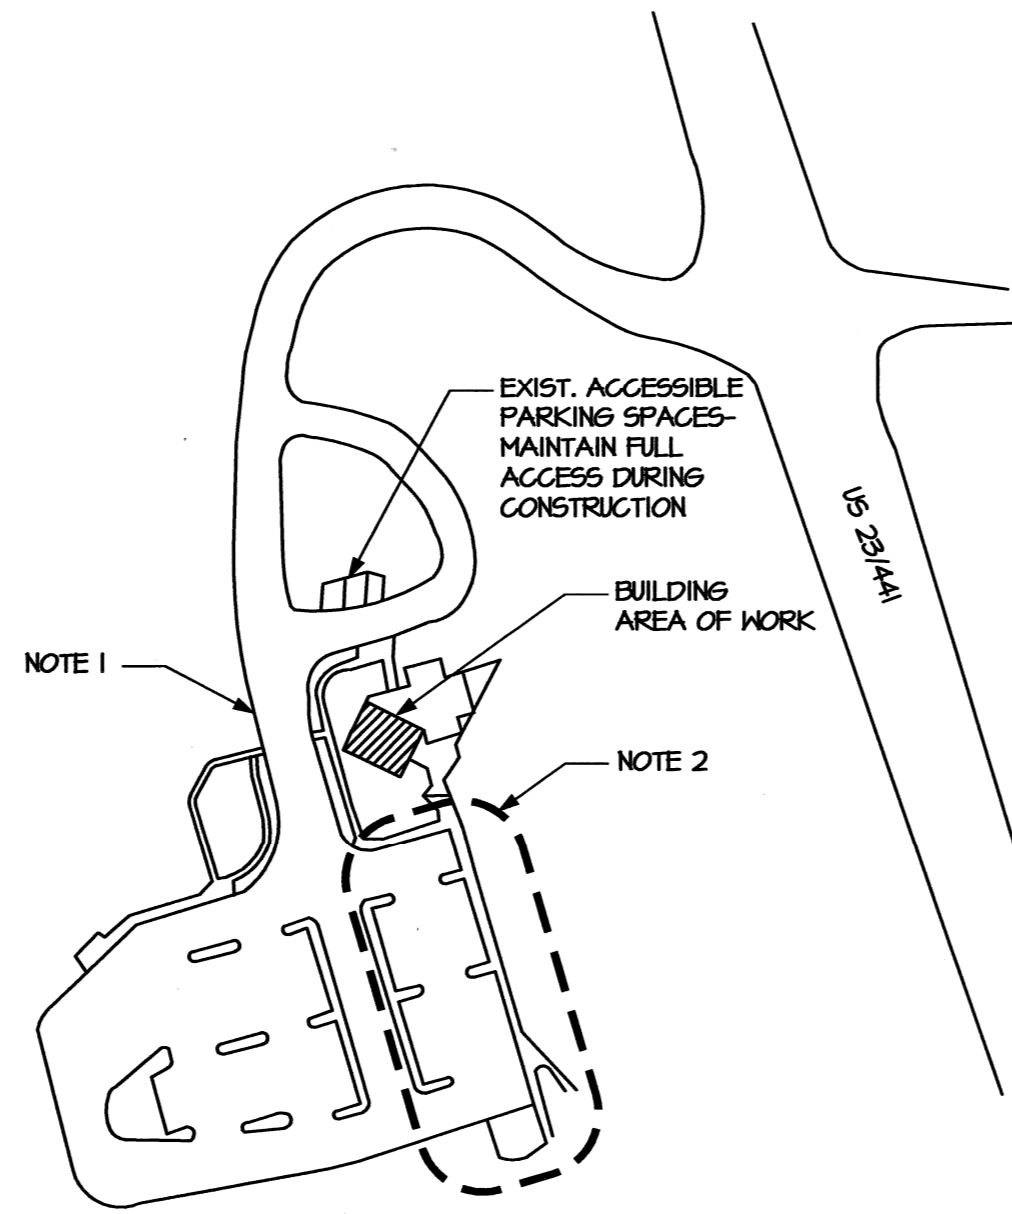 EXIST. ACCESSIBLE
PARKING SPACES-
MAINTAIN FULL
ACCESS DURING
CONSTRUCTION
US 23/441
BUILDING
AREA OF WORK
NOTE 1
NOTE 2